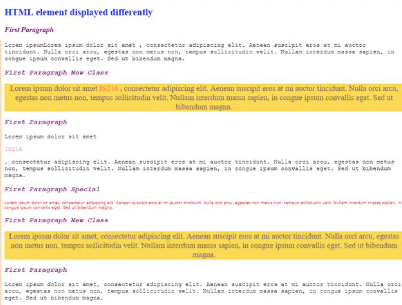 HTML element displayed differently
First Paragraph
Lorem ipsumLorem ipsum dolor sit amet , consectetur adipiscing elit. Aenean suscipit eros at mi auctor
tincidunt. Nulla orci arcu, egestas non metus non, tempus sollicitudin velit. Nullam interdum massa sapien, in
congue ipsum convallis eget. Sed ut bibendum magna.
First Paragraph New Class
Lorem ipsum dolor sit amet IS216 , consectetur adipiscing elit. Aenean suscipit eros at mi auctor tincidunt. Nulla orci arcu,
egestas non metus non, tempus sollicitudin velit. Nullam interdum massa sapien, in congue ipsum convallis eget. Sed ut
bibendum magna.
First Paragraph
Lorem ipsum dolor sit amet
IS216
, consectetur adipiscing elit. Aenean suscipit eros at mi auctor tincidunt. Nulla orci arcu, egestas non metus
non, tempus sollicitudin velit. Nullam interdum massa sapien, in congue ipsum convallis eget. Sed ut bibendum
magna.
First Paragraph Special
Lorem ipsum dolor sit amet, consectetur adipiscing elit. Aenean suscipit eros at mi auctor tincidunt. Nulla orci arcu, egestas non metus non, tempus sollicitudin velit. Nullam interdum massa sapien, in
congue ipsum convallis eget. Sed ut bibendum magna.
First Paragraph New Class
Lorem ipsum dolor sit amet, consectetur adipiscing elit. Aenean suscipit eros at mi auctor tincidunt. Nulla orci arcu, egestas
non metus non, tempus sollicitudin velit. Nullam interdum massa sapien, in congue ipsum convallis eget. Sed ut bibendum
magna.
First Paragraph
Lorem ipsum dolor sit amet, consectetur adipiscing elit. Aenean suscipit eros at mi auctor tincidunt. Nulla orci
arcu, egestas non metus non, tempus sollicitudin velit. Nullam interdum massa sapien, in congue ipsum convallis
eget. Sed ut bibendum magna.